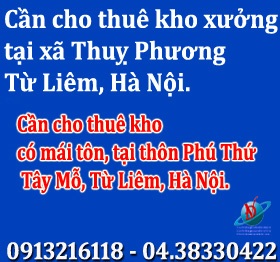 Cần cho thuê kho xưởng
tại xã Thuỵ Phương
Từ Liêm, Hà Nội.
Cần cho thuê kho
có mái tôn, tại thôn Phú Thứ
Tây Mỗ, Từ Liêm, Hà Nội.
0913216118 - 04.38330422